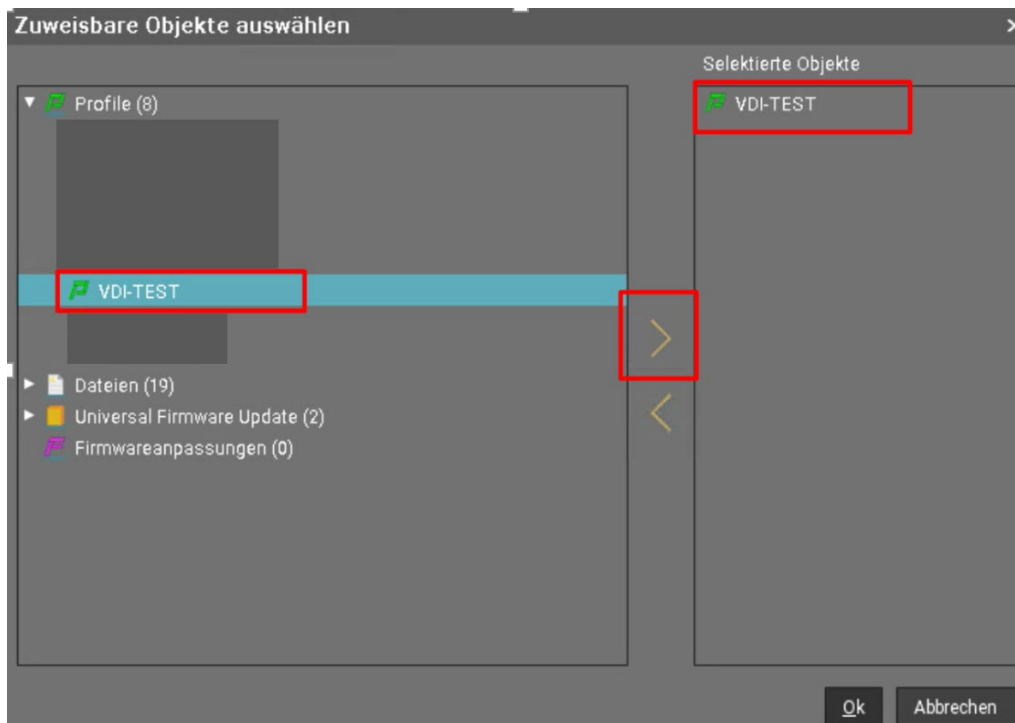 Zuweisbare Objekte auswählen
Selektierte Objekte
Profile (8)
VDI-TEST
VDI-TEST
Dateien (19)
Universal Firmware Update (2)
Firmwareanpassungen (0)
Ok
Abbrechen